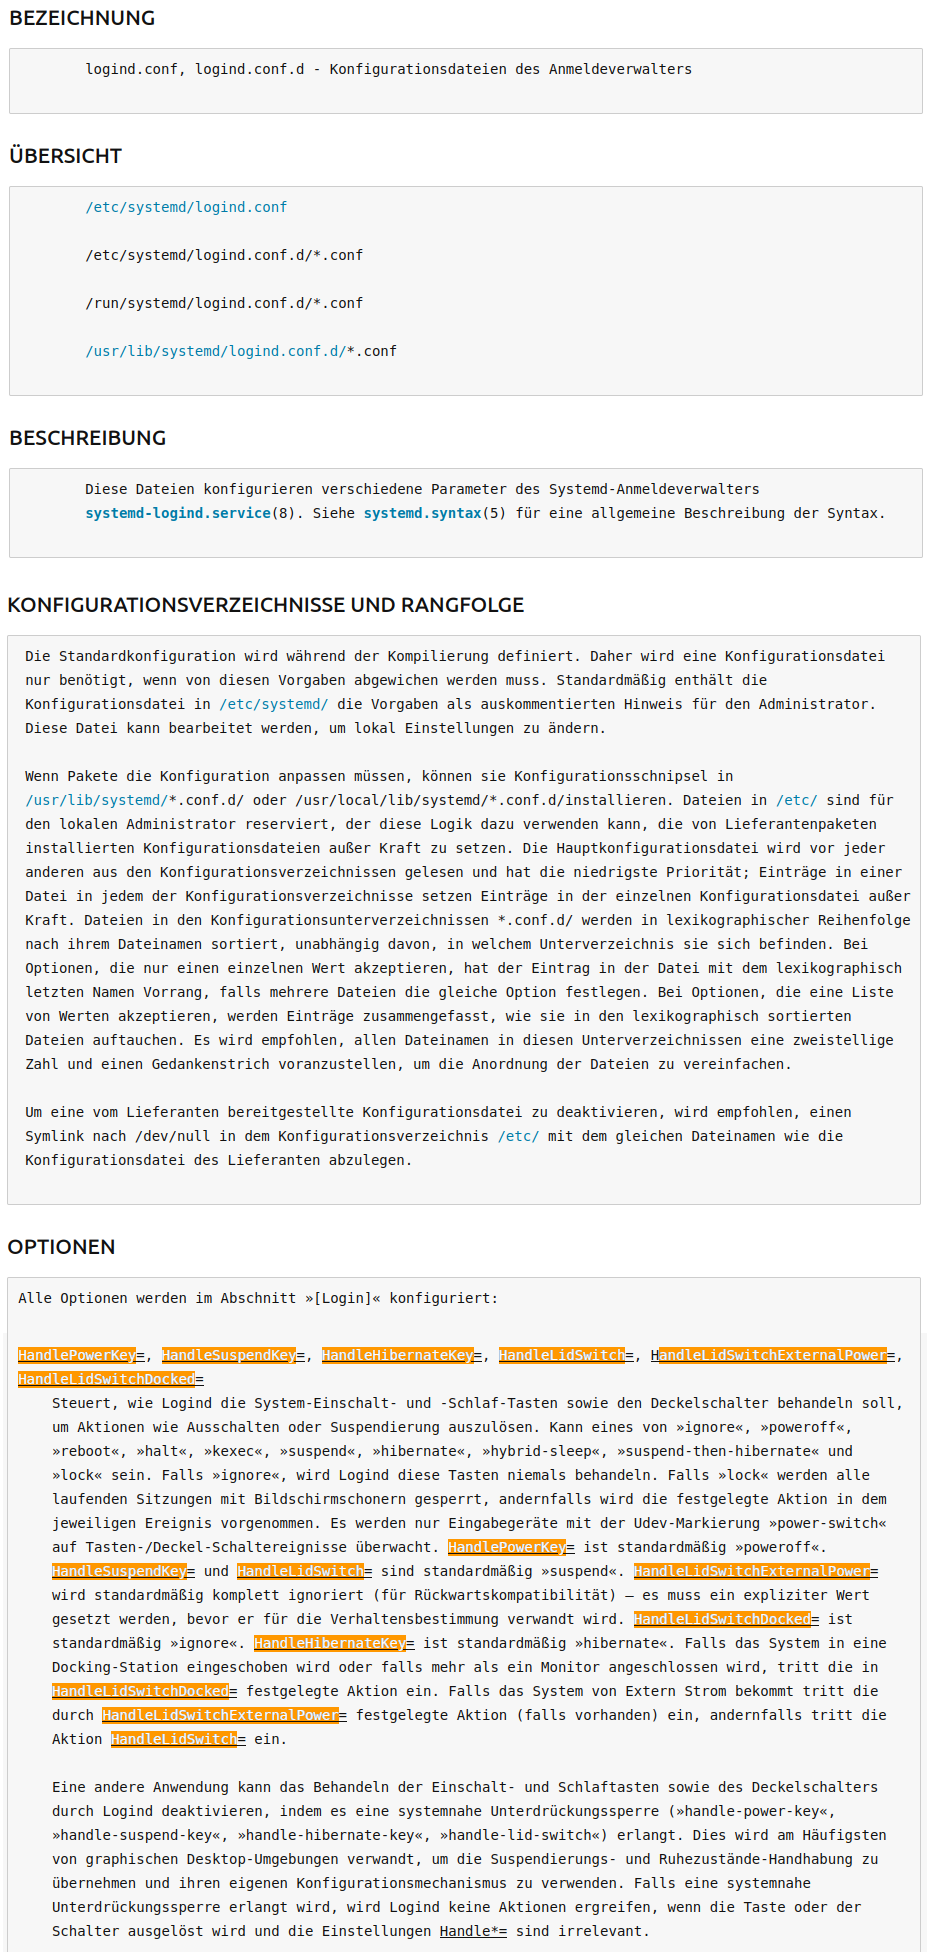 BEZEICHNUNG
logind.conf, logind.conf.d - Konfigurationsdateien des Anmeldeverwalters
ÜBERSICHT
/etc/systemd/logind.conf
/etc/systemd/logind.conf.d/*.conf
/run/systemd/logind.conf.d/*.conf
/usr/lib/systemd/logind.conf.d/*.conf
BESCHREIBUNG
Diese Dateien konfigurieren verschiedene Parameter des Systemd-Anmeldeverwalters
systemd-logind.service(8). Siehe systemd.syntax(5) für eine allgemeine Beschreibung der Syntax.
KONFIGURATIONSVERZEICHNISSE UND RANGFOLGE
Die Standardkonfiguration wird während der Kompilierung definiert. Daher wird eine Konfigurationsdatei
nur benötigt, wenn von diesen Vorgaben abgewichen werden muss. Standardmäßig enthält die
Konfigurationsdatei in /etc/systemd/ die Vorgaben als auskommentierten Hinweis für den Administrator.
Diese Datei kann bearbeitet werden, um lokal Einstellungen zu ändern.
Wenn Pakete die Konfiguration anpassen müssen, können sie Konfigurationsschnipsel in
/usr/lib/systemd/*.conf.d/ oder /usr/local/lib/systemd/*.conf.d/installieren. Dateien in /etc/ sind für
den lokalen Administrator reserviert, der diese Logik dazu verwenden kann, die von Lieferantenpaketen
installierten Konfigurationsdateien außer Kraft zu setzen. Die Hauptkonfigurationsdatei wird vor jeder
anderen aus den Konfigurationsverzeichnissen gelesen und hat die niedrigste Priorität; Einträge in einer
Datei in jedem der Konfigurationsverzeichnisse setzen Einträge in der einzelnen Konfigurationsdatei außer
Kraft. Dateien in den Konfigurationsunterverzeichnissen *.conf.d/ werden in lexikographischer Reihenfolge
nach ihrem Dateinamen sortiert, unabhängig davon, in welchem Unterverzeichnis sie sich befinden. Bei
Optionen, die nur einen einzelnen Wert akzeptieren, hat der Eintrag in der Datei mit dem lexikographisch
letzten Namen Vorrang, falls mehrere Dateien die gleiche Option festlegen. Bei Optionen, die eine Liste
von Werten akzeptieren, werden Einträge zusammengefasst, wie sie in den lexikographisch sortierten
Dateien auftauchen. Es wird empfohlen, allen Dateinamen in diesen Unterverzeichnissen eine zweistellige
Zahl und einen Gedankenstrich voranzustellen, um die Anordnung der Dateien zu vereinfachen.
Um eine vom Lieferanten bereitgestellte Konfigurationsdatei zu deaktivieren, wird empfohlen, einen
Symlink nach /dev/null in dem Konfigurationsverzeichnis /etc/ mit dem gleichen Dateinamen wie die
Konfigurationsdatei des Lieferanten abzulegen.
OPTIONEN
Alle Optionen werden im Abschnitt »[Login]« konfiguriert:
HandlePowerKey=, HandleSuspendKey=, HandleHibernateKey=, HandleLidSwitch=, HandleLidSwitchExternalPower=,
HandleLidSwitchDocked=
Steuert, wie Logind die System-Einschalt- und -Schlaf-Tasten sowie den Deckelschalter behandeln soll,
um Aktionen wie Ausschalten oder Suspendierung auszulösen. Kann eines von »ignore«, »poweroff«,
»reboot«, »halt«, »kexec«, »suspend«, »hibernate«, »hybrid-sleep«, »suspend-then-hibernate« und
»lock« sein. Falls »ignore«, wird Logind diese Tasten niemals behandeln. Falls »lock« werden alle
laufenden Sitzungen mit Bildschirmschonern gesperrt, andernfalls wird die festgelegte Aktion in dem
jeweiligen Ereignis vorgenommen. Es werden nur Eingabegeräte mit der Udev-Markierung »power-switch«
auf Tasten-/Deckel-Schaltereignisse überwacht. HandlePowerKey= ist standardmäßig »poweroff«.
HandleSuspendKey= und HandleLidSwitch= sind standardmäßig »suspend«. HandleLidSwitchExternalPower=
wird standardmäßig komplett ignoriert (für Rückwartskompatibilität) — es muss ein expliziter Wert
gesetzt werden, bevor er für die Verhaltensbestimmung verwandt wird. HandleLidSwitchDocked= ist
standardmäßig »ignore«. HandleHibernateKey= ist standardmäßig »hibernate«. Falls das System in eine
Docking-Station eingeschoben wird oder falls mehr als ein Monitor angeschlossen wird, tritt die in
HandleLidSwitchDocked= festgelegte Aktion ein. Falls das System von Extern Strom bekommt tritt die
durch HandleLidSwitchExternalPower= festgelegte Aktion (falls vorhanden) ein, andernfalls tritt die
Aktion HandleLidSwitch= ein.
Eine andere Anwendung kann das Behandeln der Einschalt- und Schlaftasten sowie des Deckelschalters
durch Logind deaktivieren, indem es eine systemnahe Unterdrückungssperre (»handle-power-key«,
»handle-suspend-key«, »handle-hibernate-key«, »handle-lid-switch«) erlangt. Dies wird am Häufigsten
von graphischen Desktop-Umgebungen verwandt, um die Suspendierungs- und Ruhezustände-Handhabung zu
übernehmen und ihren eigenen Konfigurationsmechanismus zu verwenden. Falls eine systemnahe
Unterdrückungssperre erlangt wird, wird Logind keine Aktionen ergreifen, wenn die Taste oder der
Schalter ausgelöst wird und die Einstellungen Handle*= sind irrelevant.